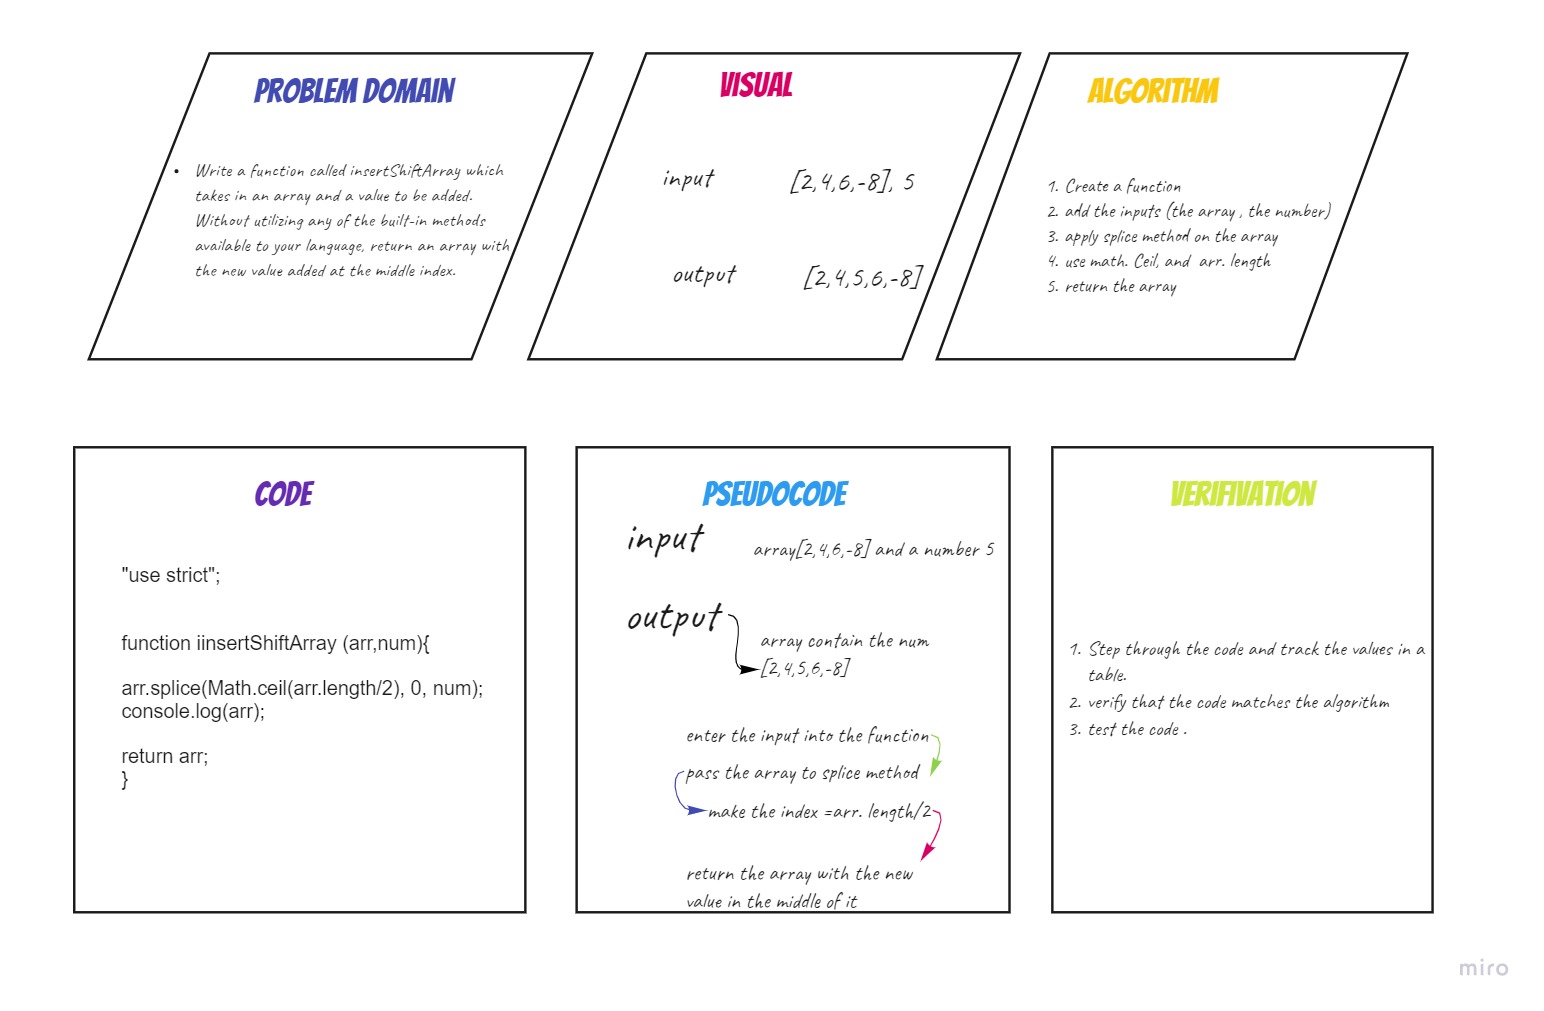 PROBLEM DOMAIN
• Write a function called insertShiftArray which
takes in an array and a value to be added.
Without utilizing any of the built-in methods
available to your language, return an array with
the new value added at the middle index.
VISUAL
input [2,4,6,-8], 5
output [2,4,5,6,-8]
ALGORITHM
1. Create a function
2. add the inputs (the array , the number)
3. apply splice method on the array
4. use math. Ceil, and arr. length
5. return the array
CODE
"use strict";
function iinsertShiftArray (arr,num){
arr.splice(Math.ceil(arr.length/2), 0, num);
console.log(arr);
return arr;
}
PSEUDOCODE
input array[2,4,6,-8] and a number 5
output
array contain the num
[2,4,5,6,-8]
enter the input into the function
pass the array to splice method
make the index =arr. length/2
return the array with the new
value in the middle of it
VERIFIVATION
1. Step through the code and track the values in a
table.
2. verify that the code matches the algorithm
3. test the code .
miro